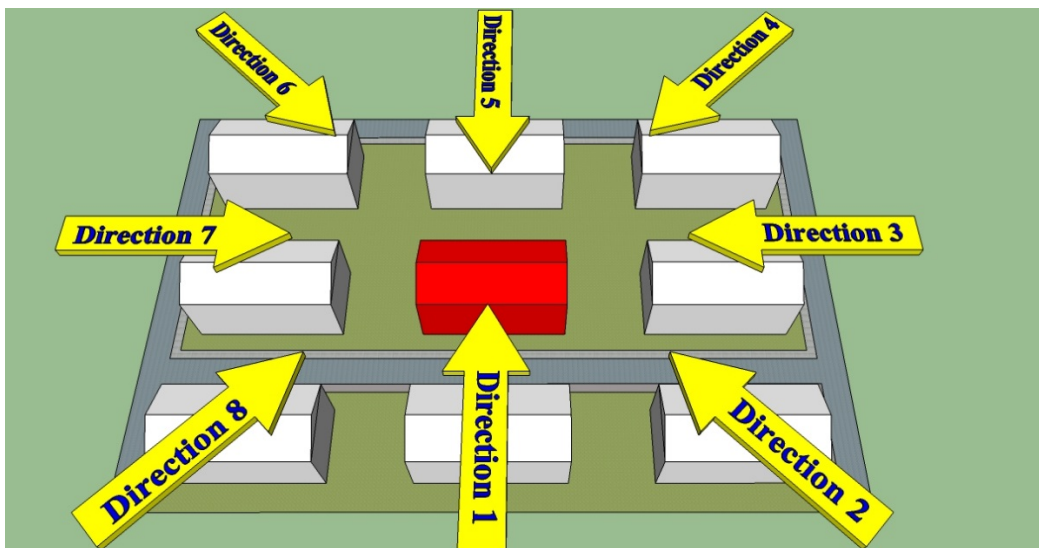 Direction 6
Direction 5
Direction 4
Direction 7
Direction 3
Direction 8
Direction 1
Direction 2